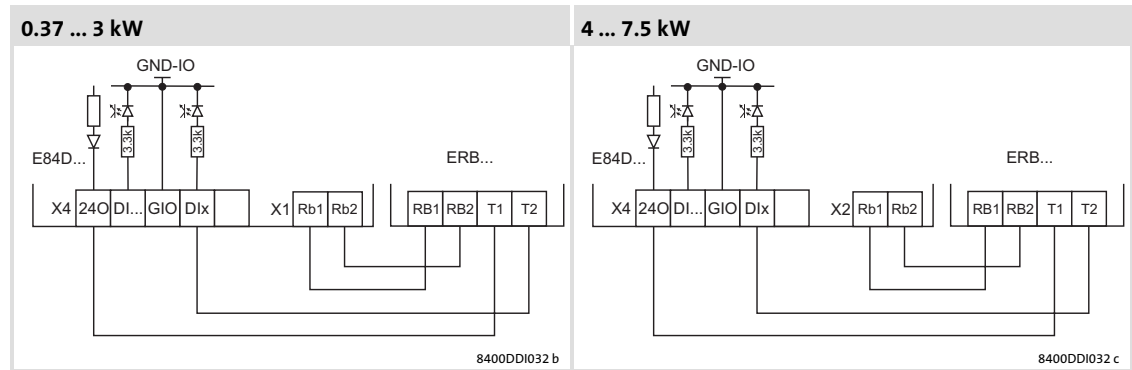 0.37 ... 3 kW
4 ... 7.5 kW
GND-IO
3.3k
3.3k
E84D...
ERB...
X4 24O DI... GIO DIx
X1 Rb1 Rb2
RB1 RB2 T1 T2
8400DDI032 b
GND-IO
3.3k
3.3k
E84D...
ERB...
X4 24O DI... GIO DIx
X2 Rb1 Rb2
RB1 RB2 T1 T2
8400DDI032 c